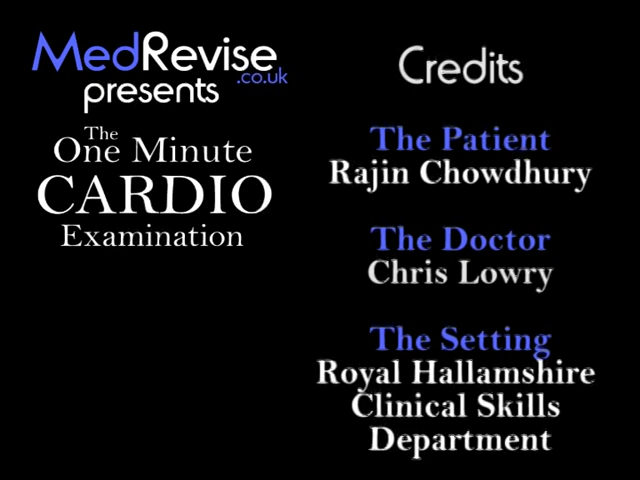 MedRevise
.co.uk
presents
The
One Minute
CARDIO
Examination
Credits
The Patient
Rajin Chowdhury
The Doctor
Chris Lowry
The Setting
Royal Hallamshire
Clinical Skills
Department